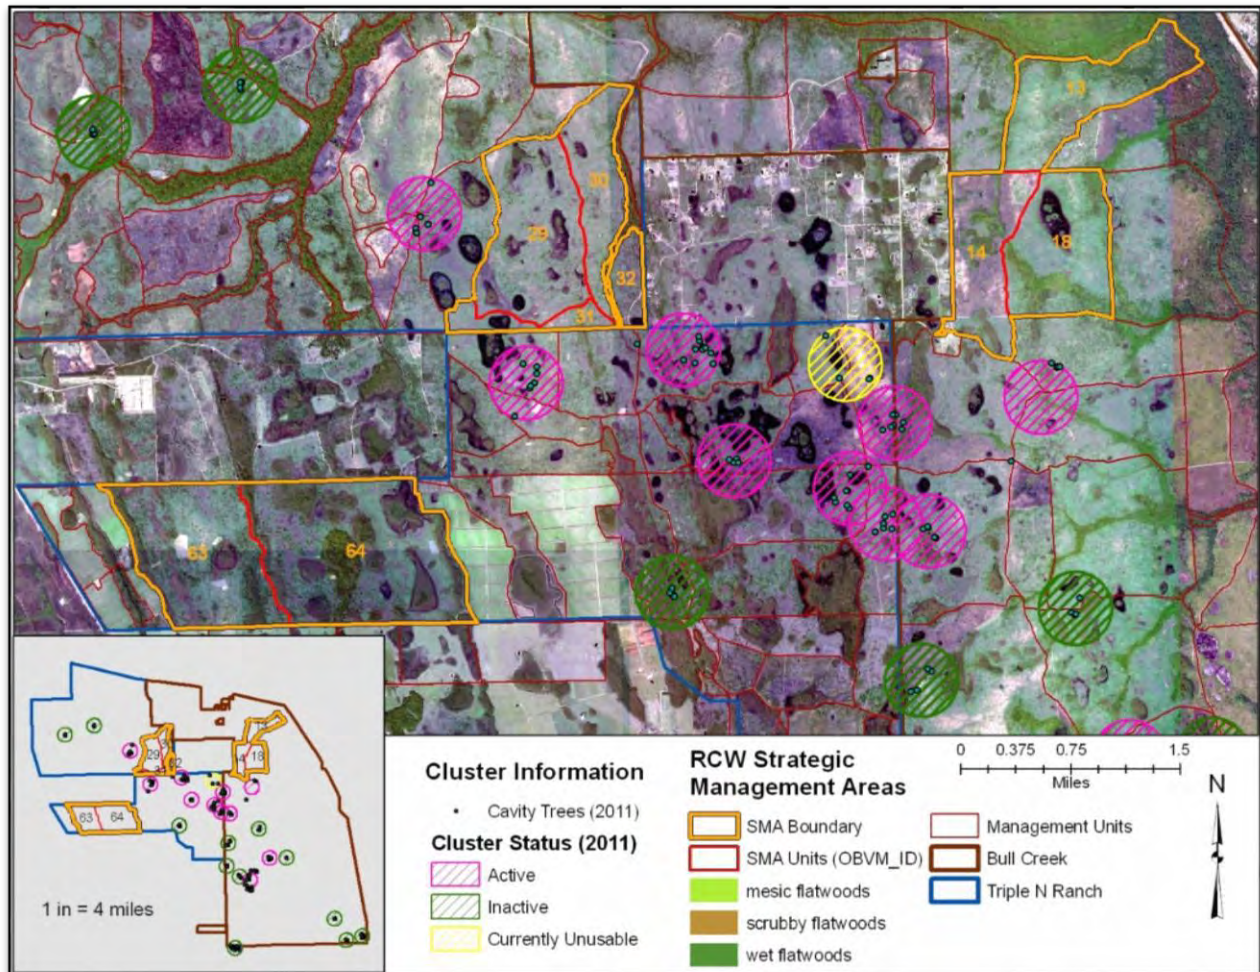 13
30
29
14
18
32
31
63
64
29
32
18
63
64
1 in = 4 miles
Cluster Information
Cavity Trees (2011)
Cluster Status (2011)
Active
Inactive
Currently Unusable
RCW Strategic
Management Areas
SMA Boundary
SMA Units (OBVM_ID)
mesic flatwoods
scrubby flatwoods
wet flatwoods
0 0.375 0.75 1.5
Miles
Management Units
Bull Creek
Triple N Ranch
N